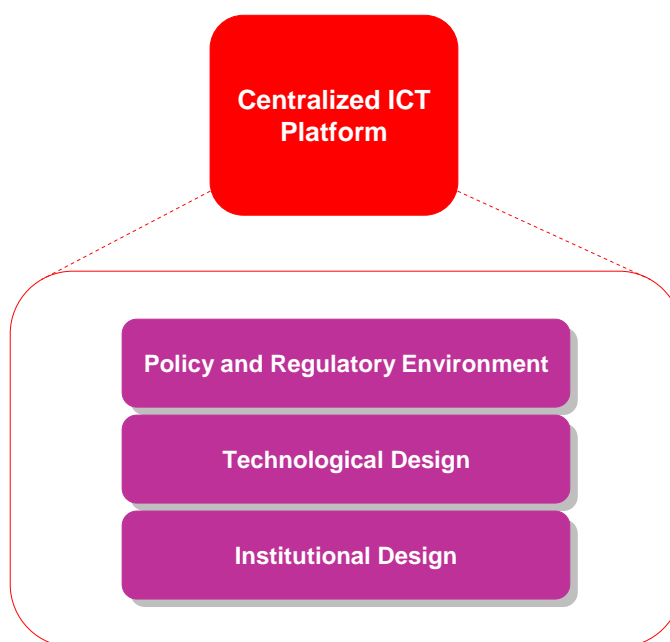 Centralized ICT
Platform
Policy and Regulatory Environment
Technological Design
Institutional Design